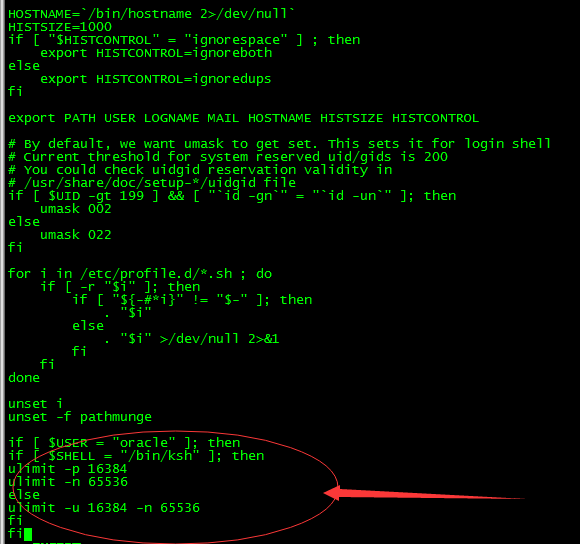 HOSTNAME=`/bin/hostname 2>/dev/null`
HISTSIZE=1000
if [ "$HISTCONTROL" = "ignorespace" ] ; then
    export HISTCONTROL=ignoreboth
else
    export HISTCONTROL=ignoredups
fi

export PATH USER LOGNAME MAIL HOSTNAME HISTSIZE HISTCONTROL

# By default, we want umask to get set. This sets it for login shell
# Current threshold for system reserved uid/gids is 200
# You could check uidgid reservation validity in
# /usr/share/doc/setup-*/uidgid file
if [ $UID -gt 199 ] && [ "`id -gn`" = "`id -un`" ]; then
    umask 002
else
    umask 022
fi

for i in /etc/profile.d/*.sh ; do
    if [ -r "$i" ]; then
        if [ "${-#*i}" != "$-" ]; then
            . "$i"
        else
            . "$i" >/dev/null 2>&1
        fi
    fi
done

unset i
unset -f pathmunge

if [ $USER = "oracle" ]; then
if [ $SHELL = "/bin/ksh" ]; then
ulimit -p 16384
ulimit -n 65536
else
ulimit -u 16384 -n 65536
fi
fi